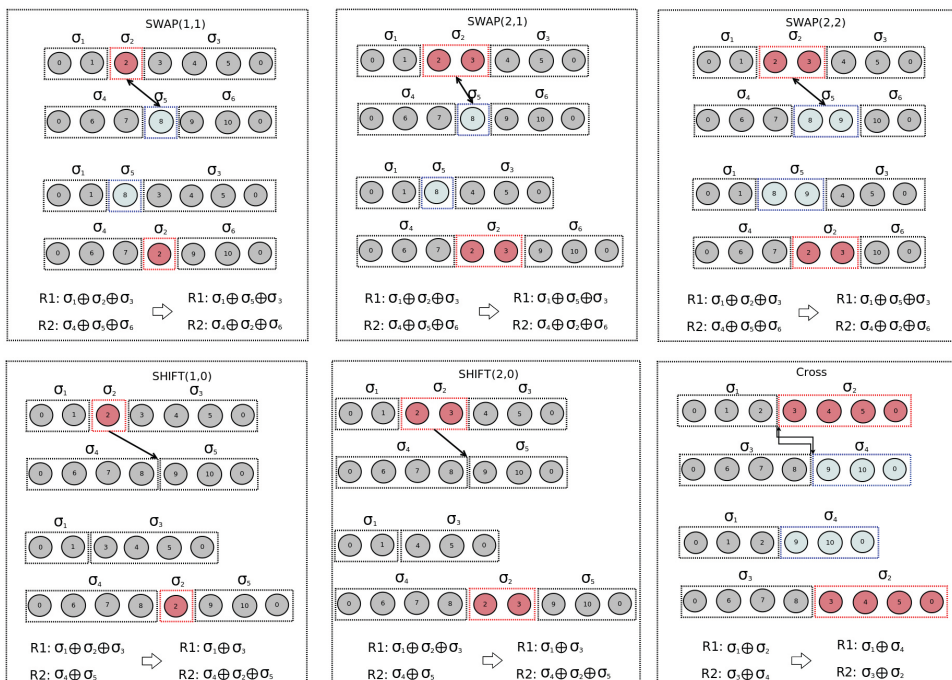 SWAP(1,1)
σ₁ σ₂ σ₃
0 1 2 3 4 5 0
σ₄ σ₅ σ₆
0 6 7 8 9 10 0
σ₁ σ₅ σ₃
0 1 8 3 4 5 0
σ₄ σ₂ σ₆
0 6 7 2 9 10 0
R1: σ₁⊕σ₂⊕σ₃ R1: σ₁⊕σ₅⊕σ₃
R2: σ₄⊕σ₅⊕σ₆ R2: σ₄⊕σ₂⊕σ₆
SWAP(2,1)
σ₁ σ₂ σ₃
0 1 2 3 4 5 0
σ₄ σ₅ σ₆
0 6 7 8 9 10 0
σ₁ σ₅ σ₃
0 1 8 4 5 0
σ₄ σ₂ σ₆
0 6 7 2 3 9 10 0
R1: σ₁⊕σ₂⊕σ₃ R1: σ₁⊕σ₅⊕σ₃
R2: σ₄⊕σ₅⊕σ₆ R2: σ₄⊕σ₂⊕σ₆
SWAP(2,2)
σ₁ σ₂ σ₃
0 1 2 3 4 5 0
σ₄ σ₅ σ₆
0 6 7 8 9 10 0
σ₁ σ₅ σ₃
0 1 8 9 4 5 0
σ₄ σ₂ σ₆
0 6 7 2 3 10 0
R1: σ₁⊕σ₂⊕σ₃ R1: σ₁⊕σ₅⊕σ₃
R2: σ₄⊕σ₅⊕σ₆ R2: σ₄⊕σ₂⊕σ₆
SHIFT(1,0)
σ₁ σ₂ σ₃
0 1 2 3 4 5 0
σ₄ σ₅
0 6 7 8 9 10 0
σ₁ σ₃
0 1 3 4 5 0
σ₄ σ₂ σ₅
0 6 7 8 2 9 10 0
R1: σ₁⊕σ₂⊕σ₃ R1: σ₁⊕σ₃
R2: σ₄⊕σ₅ R2: σ₄⊕σ₂⊕σ₅
SHIFT(2,0)
σ₁ σ₂ σ₃
0 1 2 3 4 5 0
σ₄ σ₅
0 6 7 8 9 10 0
σ₁ σ₃
0 1 4 5 0
σ₄ σ₂ σ₅
0 6 7 8 2 3 9 10 0
R1: σ₁⊕σ₂⊕σ₃ R1: σ₁⊕σ₃
R2: σ₄⊕σ₅ R2: σ₄⊕σ₂⊕σ₅
Cross
σ₁ σ₂
0 1 2 3 4 5 0
σ₃ σ₄
0 6 7 8 9 10 0
σ₁ σ₄
0 1 2 9 10 0
σ₃ σ₂
0 6 7 8 3 4 5 0
R1: σ₁⊕σ₂ R1: σ₁⊕σ₄
R2: σ₃⊕σ₄ R2: σ₃⊕σ₂